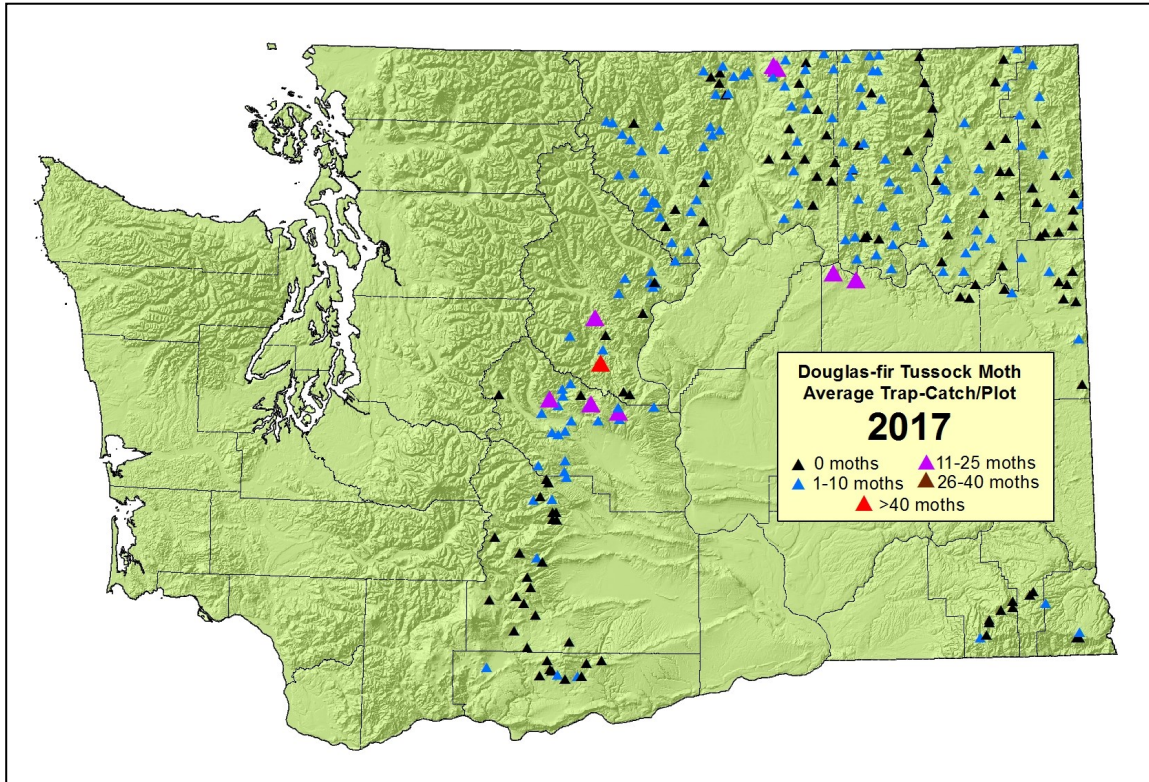 Douglas-fir Tussock Moth
Average Trap-Catch/Plot
2017
0 moths 11-25 moths
1-10 moths 26-40 moths
>40 moths